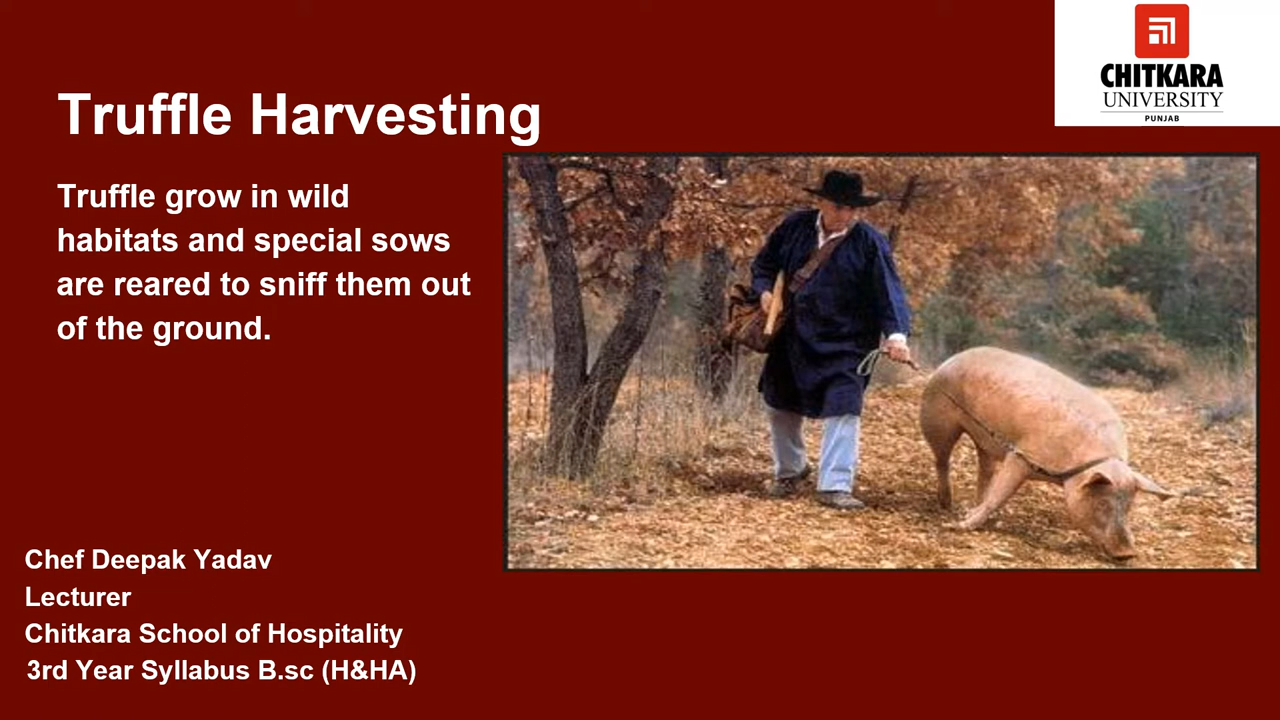 CHITKARA
UNIVERSITY
PUNJAB
Truffle Harvesting
Truffle grow in wild
habitats and special sows
are reared to sniff them out
of the ground.
Chef Deepak Yadav
Lecturer
Chitkara School of Hospitality
3rd Year Syllabus B.sc (H&HA)